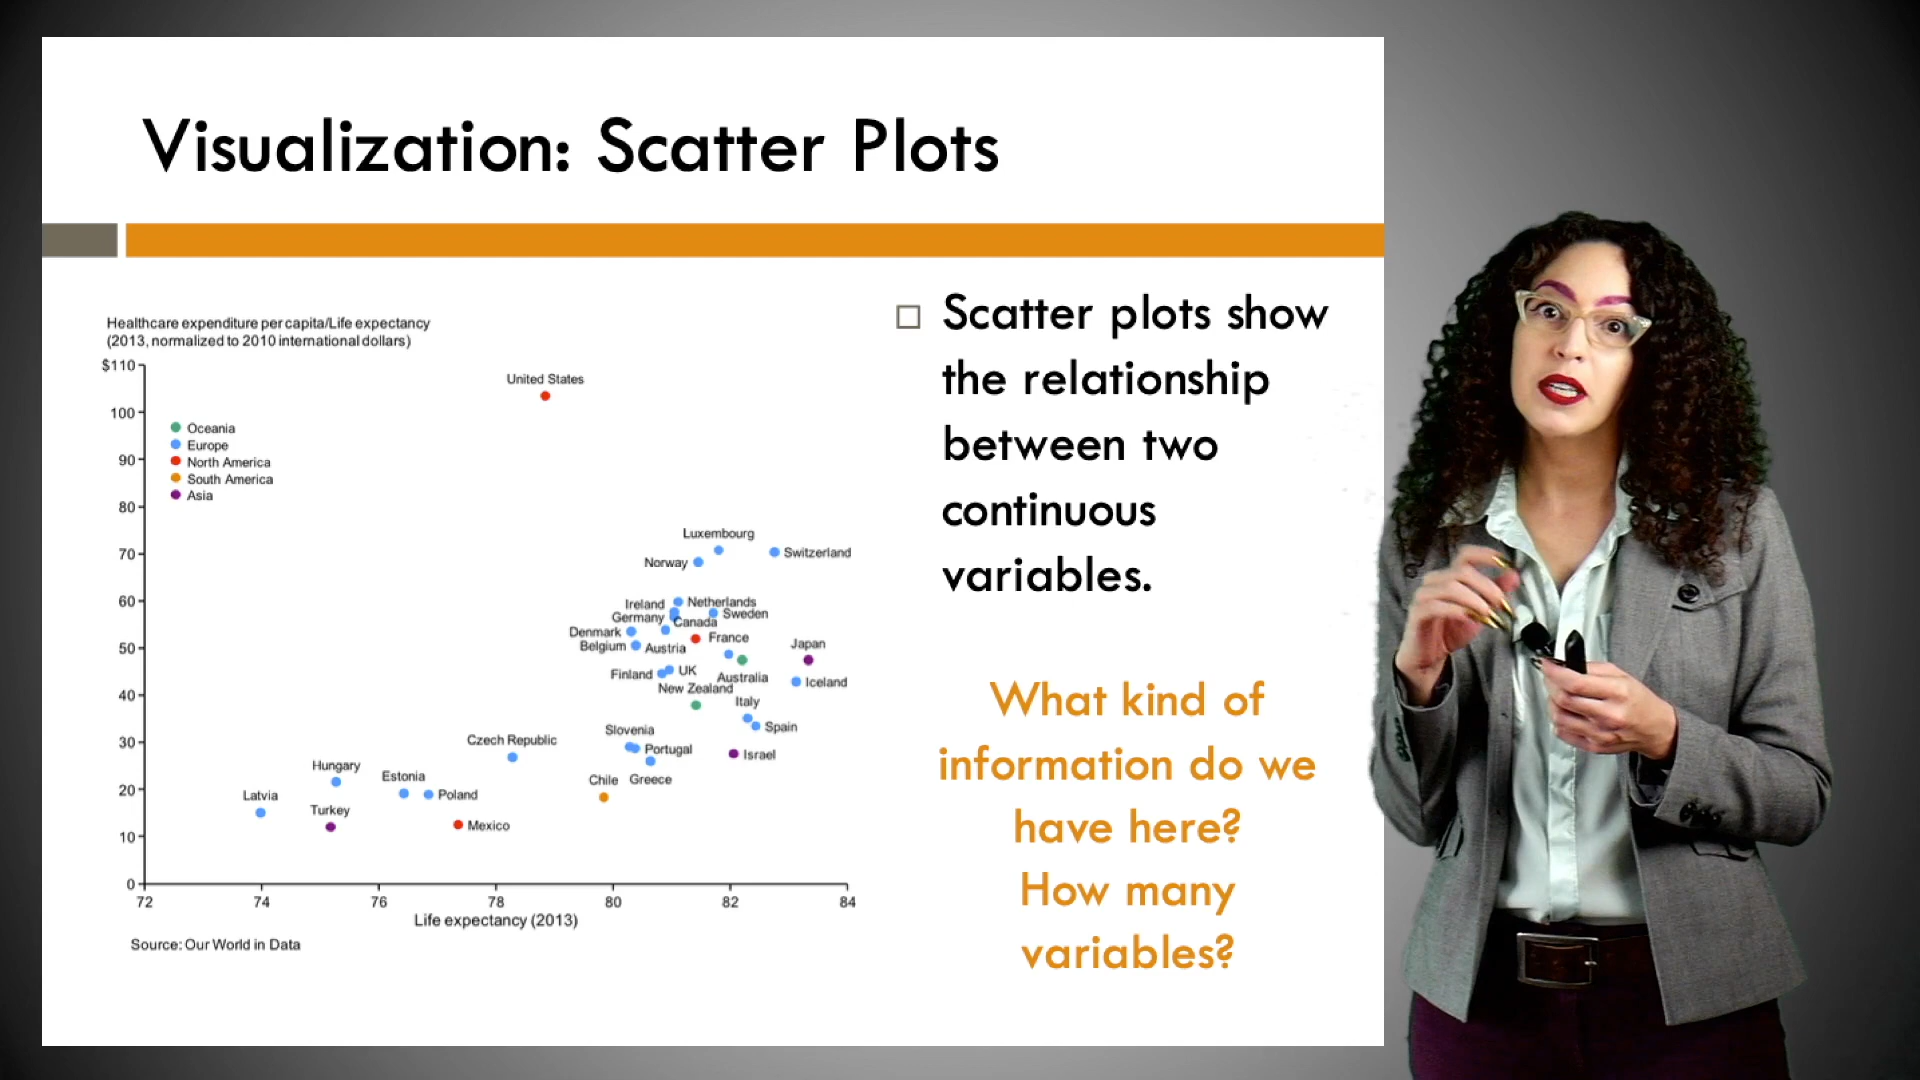 Visualization: Scatter Plots
Healthcare expenditure per capita/Life expectancy
(2013, normalized to 2010 international dollars)
$110
100
90
80
70
60
50
40
30
20
10
0
Oceania
Europe
North America
South America
Asia
United States
Luxembourg
Switzerland
Norway
Ireland
Netherlands
Germany
Sweden
Canada
Denmark
France
Belgium
Austria
Japan
Finland
UK
Australia
Iceland
New Zealand
Italy
Spain
Slovenia
Portugal
Israel
Czech Republic
Hungary
Estonia
Chile
Greece
Latvia
Poland
Turkey
Mexico
72
74
76
78
80
82
84
Life expectancy (2013)
Source: Our World in Data
Scatter plots show
the relationship
between two
continuous
variables.
What kind of
information do we
have here?
How many
variables?